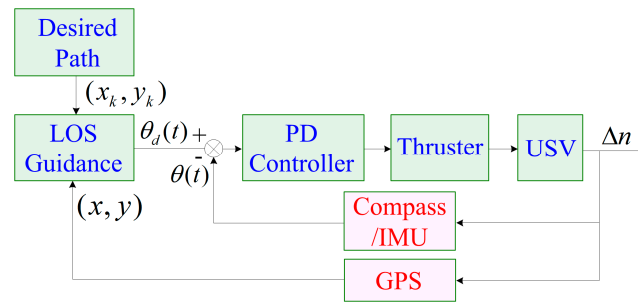 Desired
Path
(x_k, y_k)
LOS
Guidance
θ_d(t) +
-
θ(t)
PD
Controller
Thruster
USV
Δn
(x, y)
Compass
/IMU
GPS